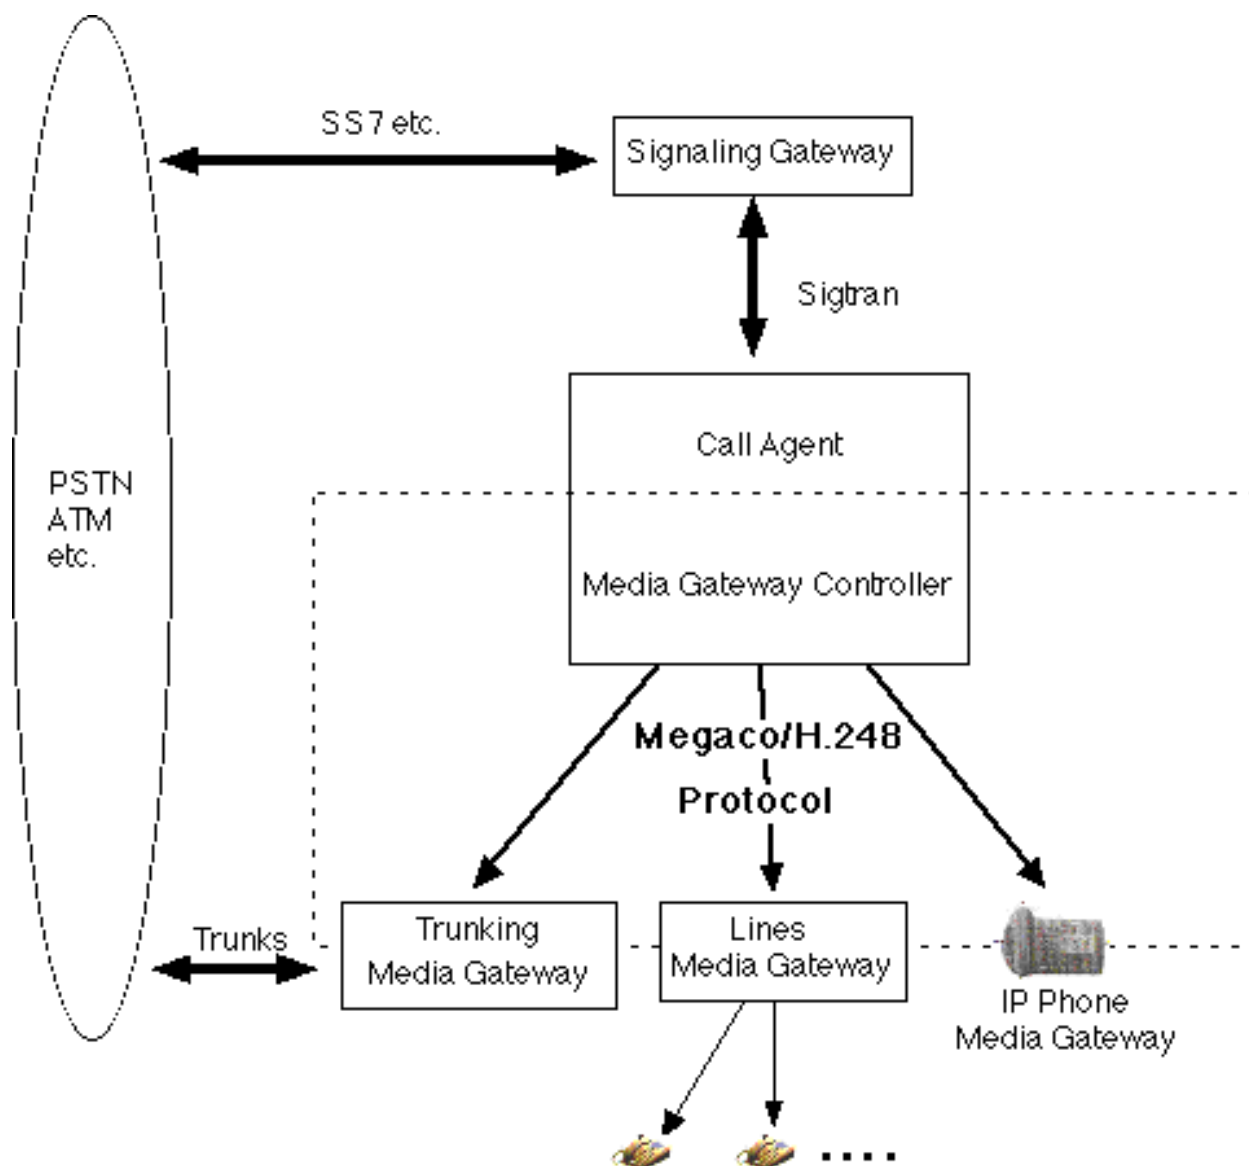 SS7 etc.
Signaling Gateway
Sigtran
Call Agent
PSTN
ATM
etc.
Media Gateway Controller
Megaco/H.248
Protocol
Trunks
Trunking
Media Gateway
Lines
Media Gateway
IP Phone
Media Gateway
....